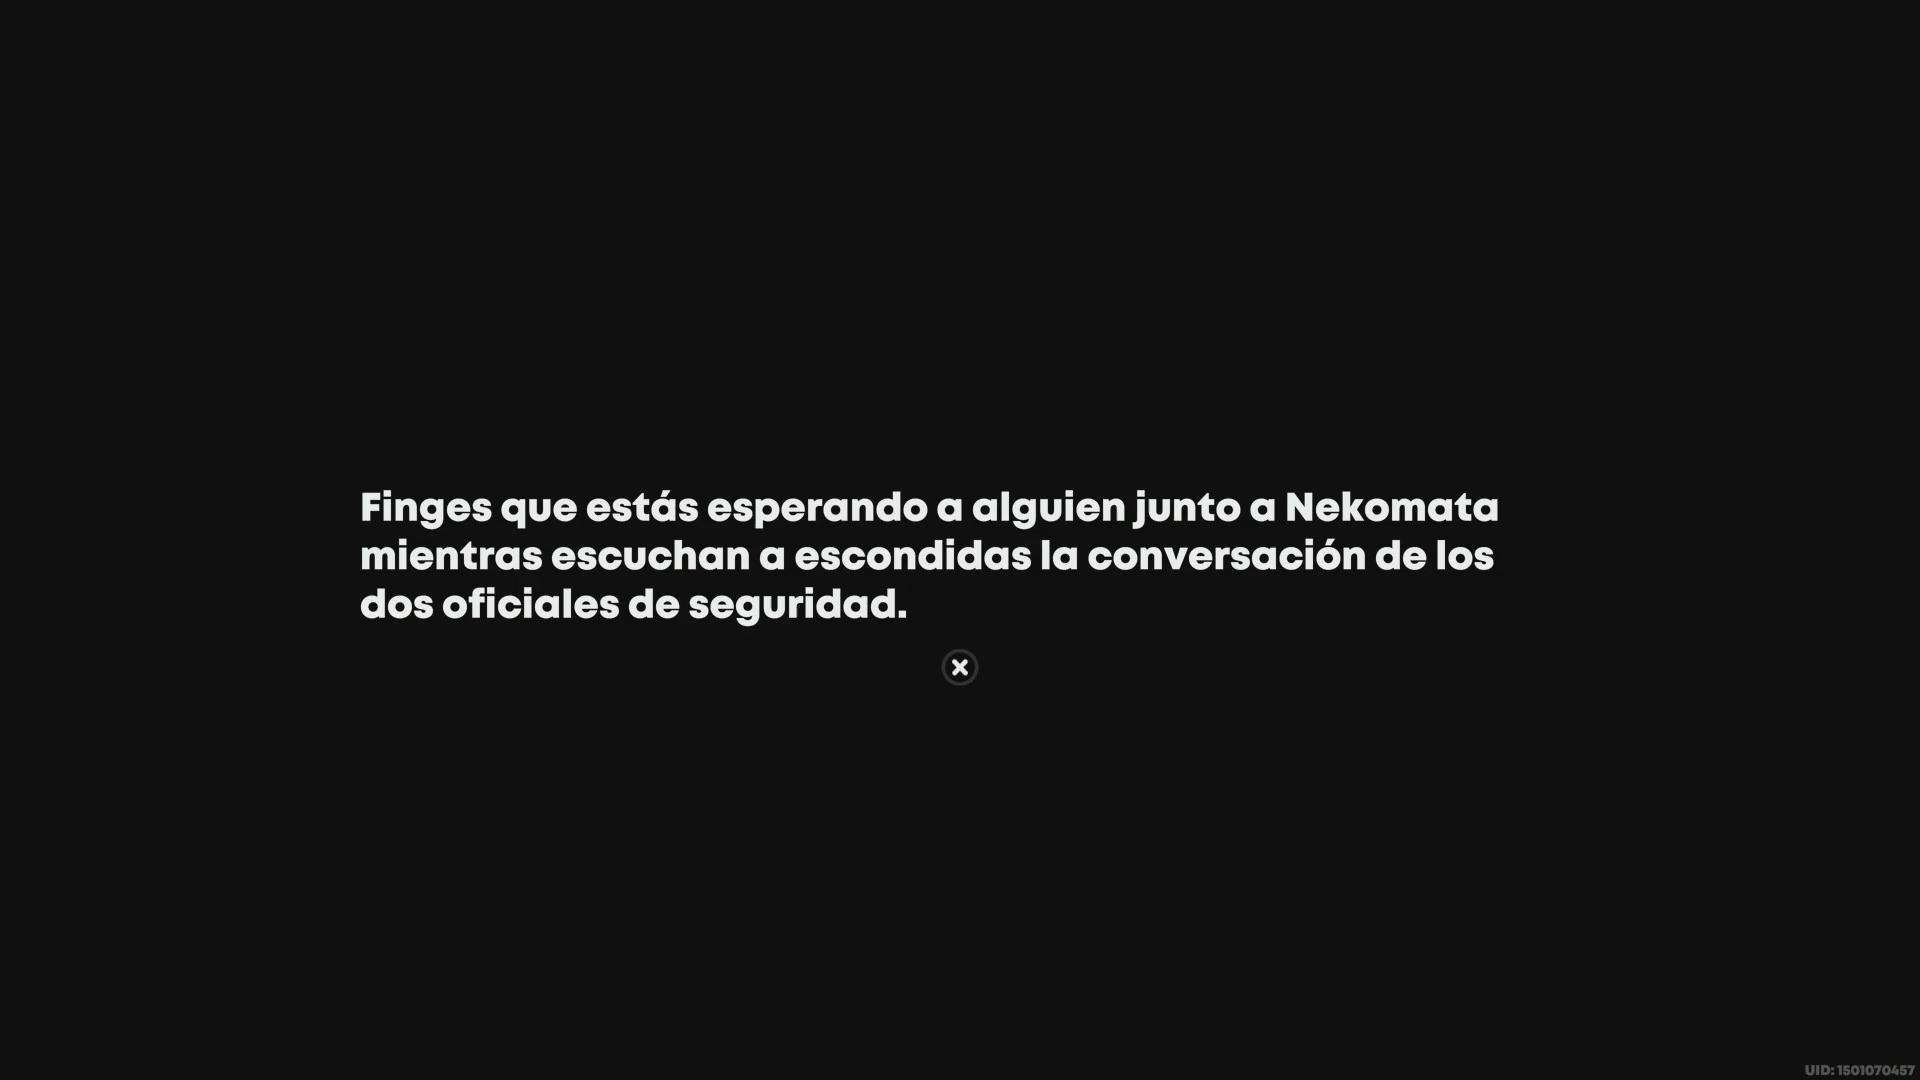 Finges que estás esperando a alguien junto a Nekomata
mientras escuchan a escondidas la conversación de los
dos oficiales de seguridad.
UID: 1501070457